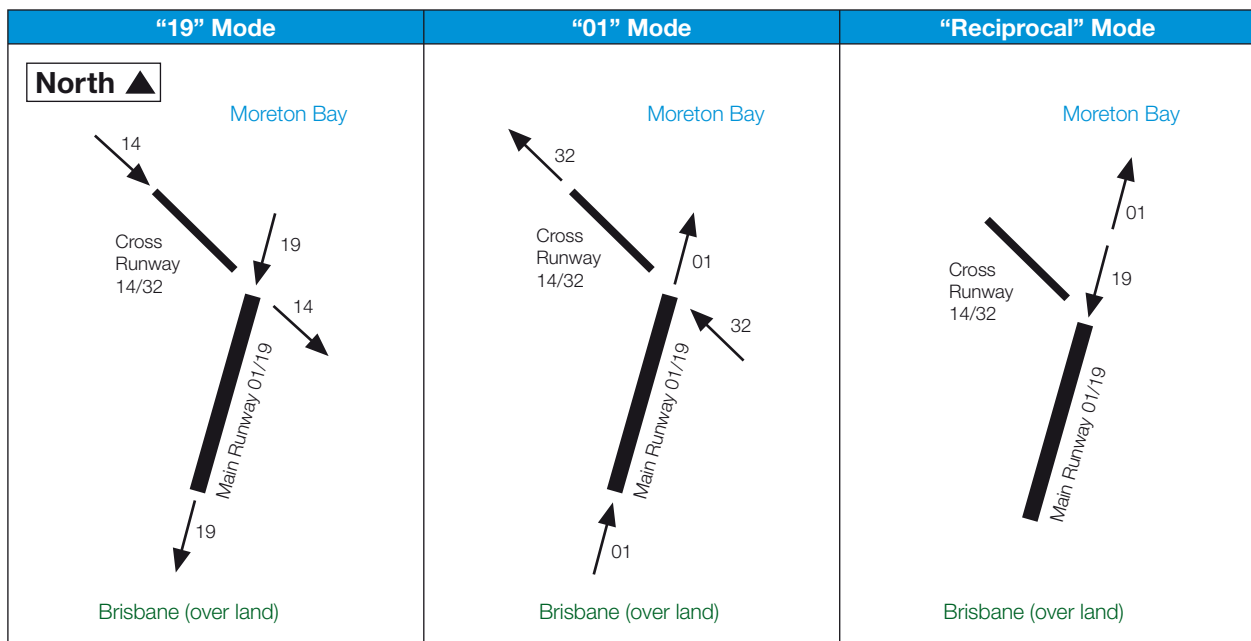 “19” Mode
“01” Mode
“Reciprocal” Mode
North
Moreton Bay
14
Cross
Runway
14/32
19
14
Main Runway 01/19
19
Brisbane (over land)
Moreton Bay
32
Cross
Runway
14/32
01
32
Main Runway 01/19
01
Brisbane (over land)
Moreton Bay
01
Cross
Runway
14/32
19
Main Runway 01/19
Brisbane (over land)